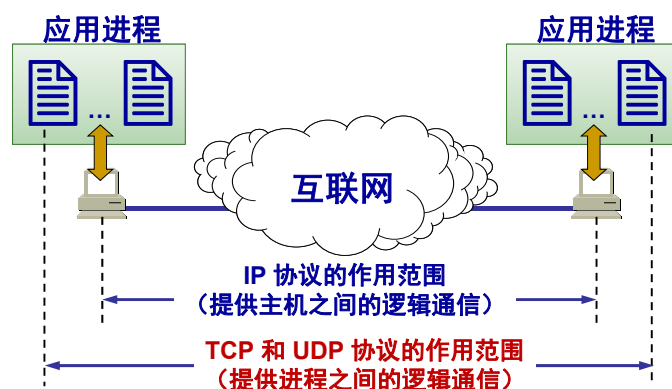 应用进程
应用进程
...
...
互联网
IP 协议的作用范围
（提供主机之间的逻辑通信）
TCP 和 UDP 协议的作用范围
（提供进程之间的逻辑通信）